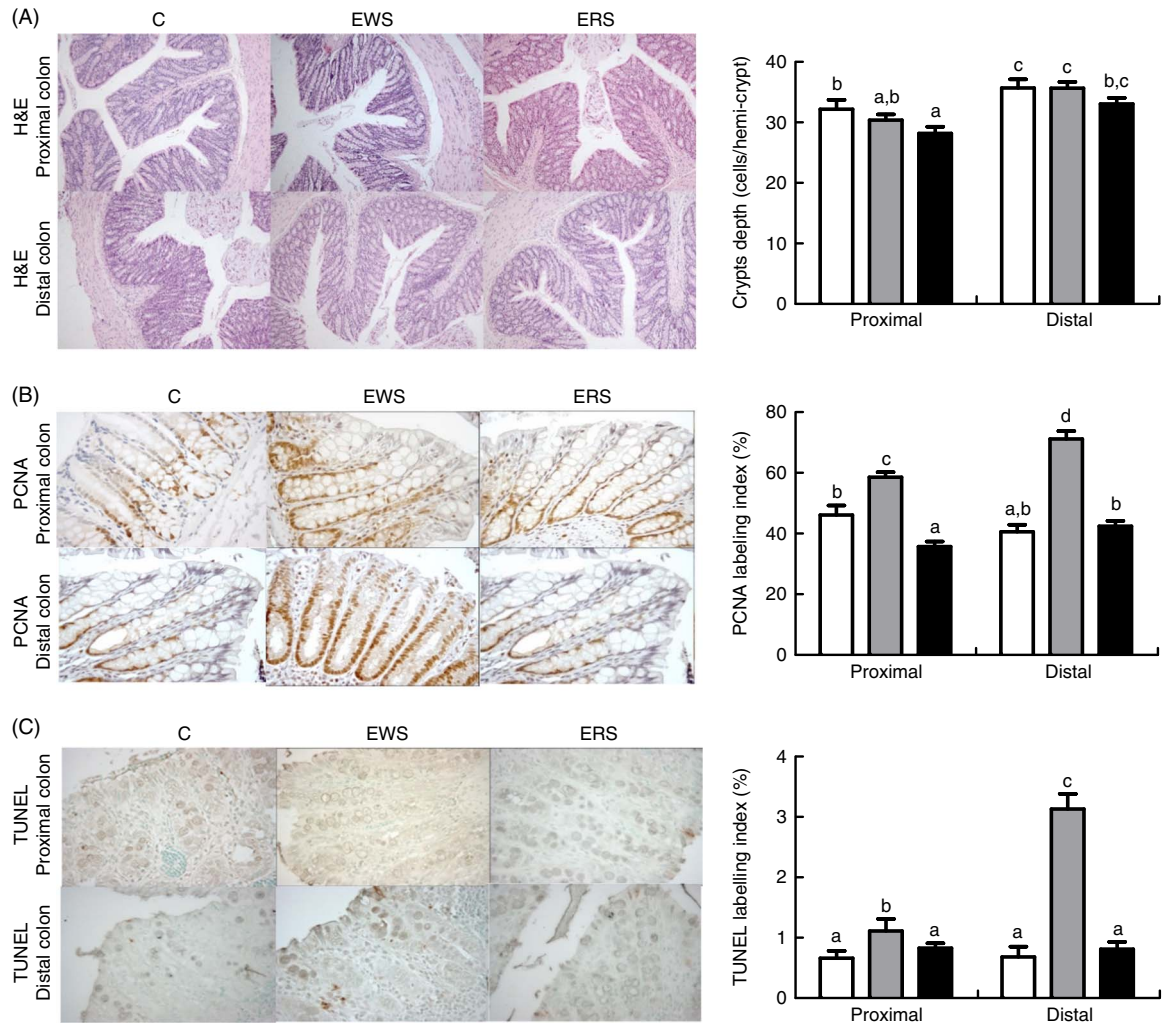 (A)
C
EWS
ERS
H&E
Proximal colon
H&E
Distal colon
Crypts depth (cells/hemi-crypt)
40
30
20
10
0
b
a,b
a
c
c
b,c
Proximal
Distal
(B)
C
EWS
ERS
PCNA
Proximal colon
PCNA
Distal colon
PCNA labeling index (%)
80
60
40
20
0
b
c
a
a,b
d
b
Proximal
Distal
(C)
C
EWS
ERS
TUNEL
Proximal colon
TUNEL
Distal colon
TUNEL labelling index (%)
4
3
2
1
0
a
b
a
a
c
a
Proximal
Distal